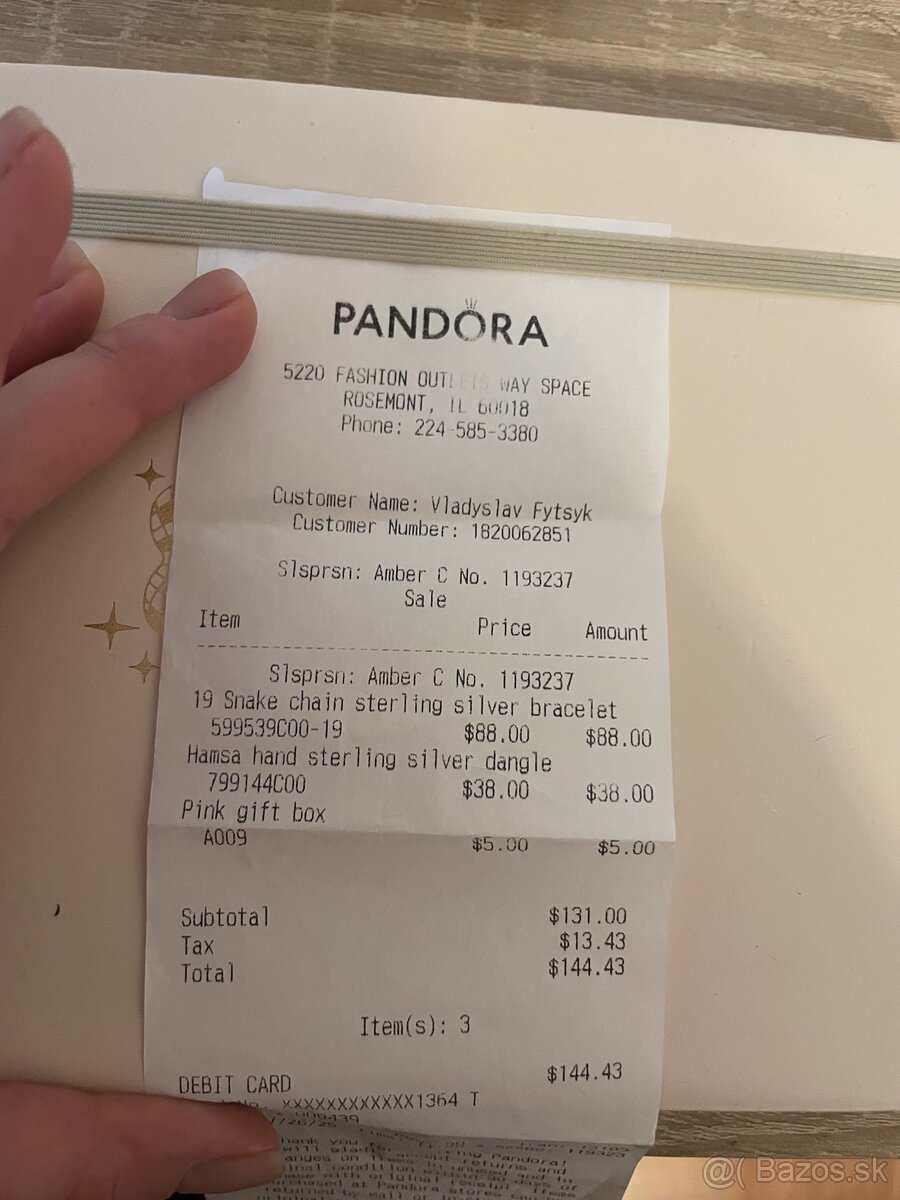 PANDORA
5220 FASHION OUTLETS WAY SPACE
ROSEMONT, IL 60018
Phone: 224-585-3380
Customer Name: Vladyslav Fytsyk
Customer Number: 1820062851
Slsprsn: Amber C No. 1193237
Sale
Item Price Amount
Slsprsn: Amber C No. 1193237
19 Snake chain sterling silver bracelet
599539C00-19 $88.00 $88.00
Hamsa hand sterling silver dangle
799144C00 $38.00 $38.00
Pink gift box
A009 $5.00 $5.00
Subtotal $131.00
Tax $13.43
Total $144.43
Item(s): 3
DEBIT CARD $144.43
XXXXXXXXXXXX1364 T
@( Bazos.sk